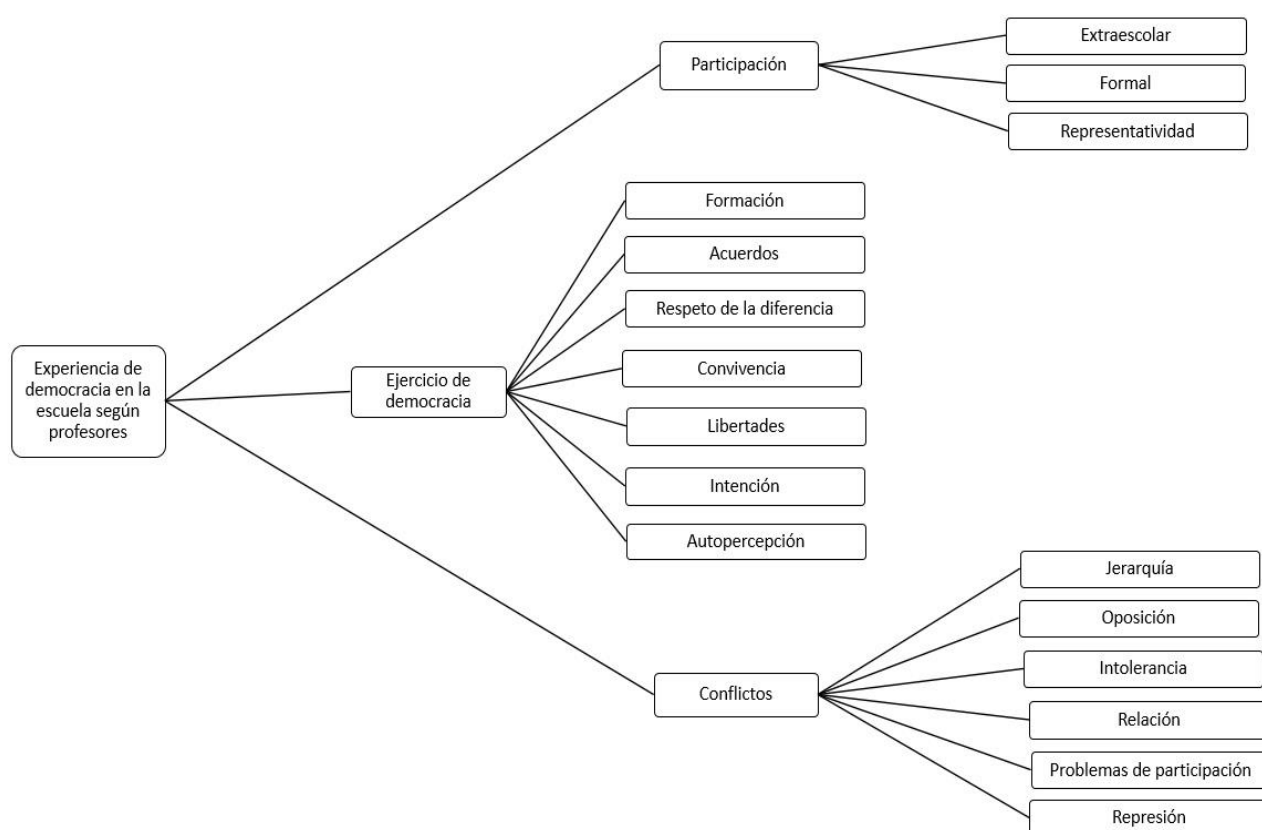 Experiencia de
democracia en la
escuela según
profesores
Participación
Extraescolar
Formal
Representatividad
Ejercicio de
democracia
Formación
Acuerdos
Respeto de la diferencia
Convivencia
Libertades
Intención
Autopercepción
Conflictos
Jerarquía
Oposición
Intolerancia
Relación
Problemas de participación
Represión